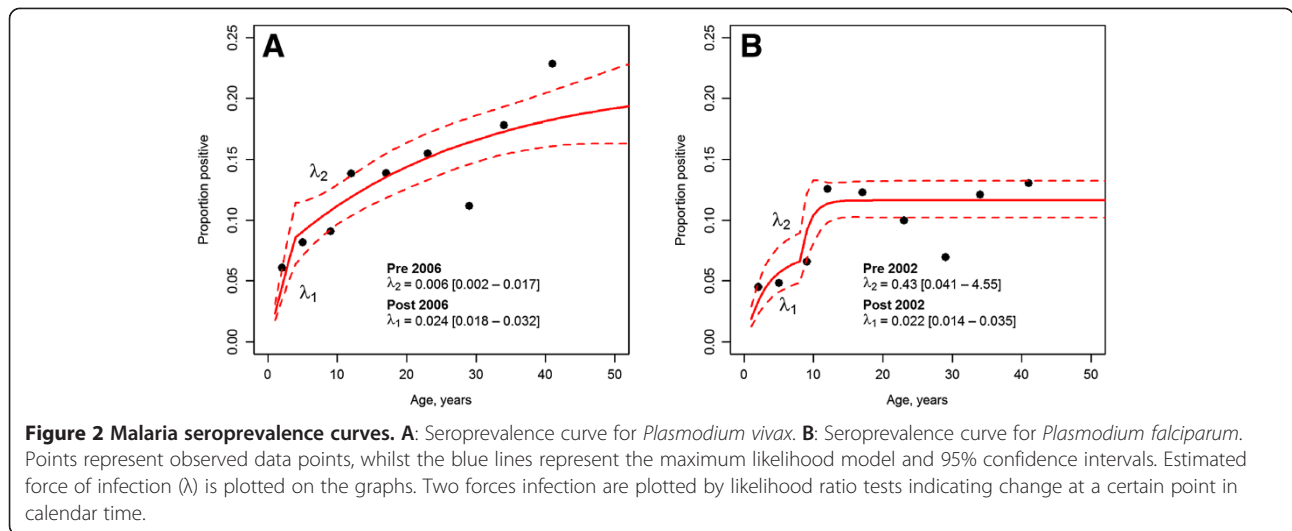 A
Proportion positive
0.25
0.20
0.15
0.10
0.05
0.00
λ2
λ1
Pre 2006
λ2 = 0.006 [0.002 – 0.017]
Post 2006
λ1 = 0.024 [0.018 – 0.032]
0 10 20 30 40 50
Age, years
B
Proportion positive
0.25
0.20
0.15
0.10
0.05
0.00
λ2
λ1
Pre 2002
λ2 = 0.43 [0.041 – 4.55]
Post 2002
λ1 = 0.022 [0.014 – 0.035]
0 10 20 30 40 50
Age, years
Figure 2 Malaria seroprevalence curves. A: Seroprevalence curve for Plasmodium vivax. B: Seroprevalence curve for Plasmodium falciparum.
Points represent observed data points, whilst the blue lines represent the maximum likelihood model and 95% confidence intervals. Estimated
force of infection (λ) is plotted on the graphs. Two forces infection are plotted by likelihood ratio tests indicating change at a certain point in
calendar time.